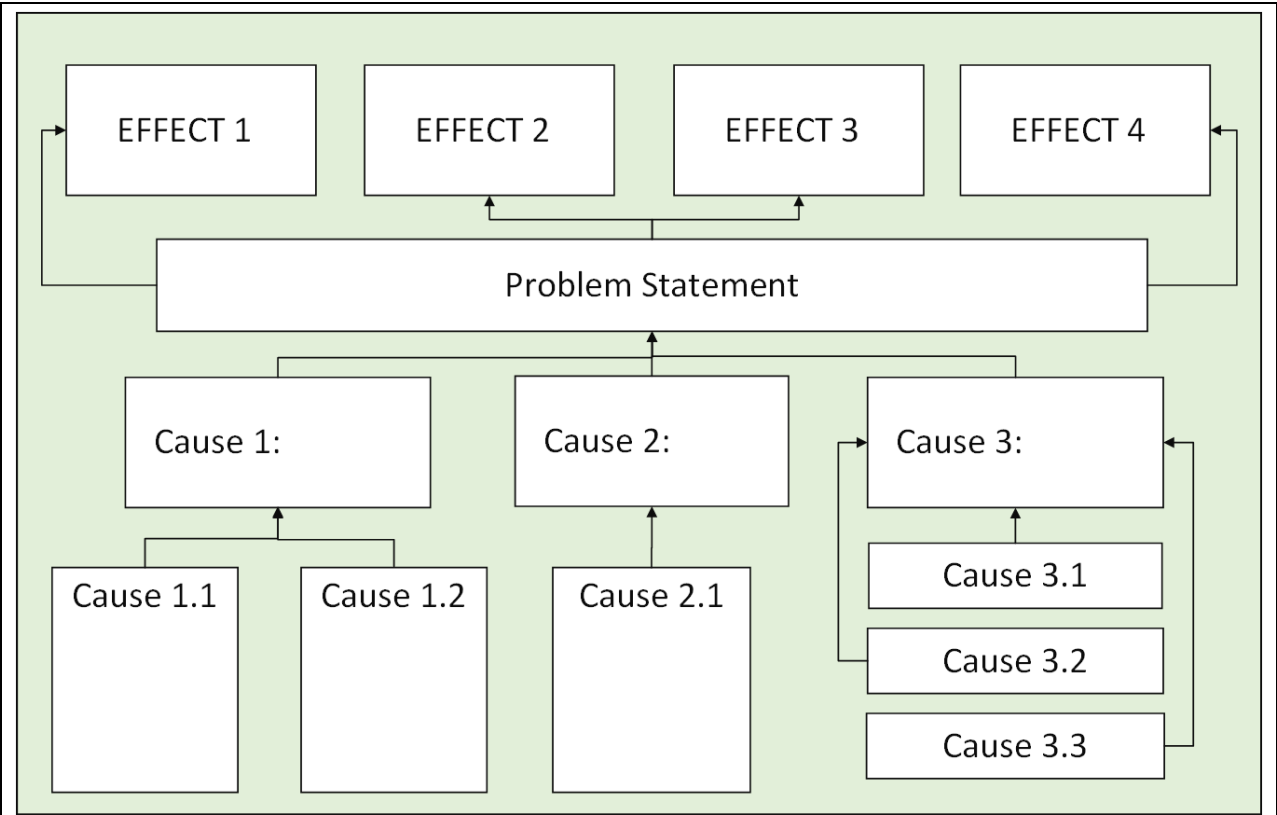 EFFECT 1
EFFECT 2
EFFECT 3
EFFECT 4
Problem Statement
Cause 1:
Cause 2:
Cause 3:
Cause 1.1
Cause 1.2
Cause 2.1
Cause 3.1
Cause 3.2
Cause 3.3